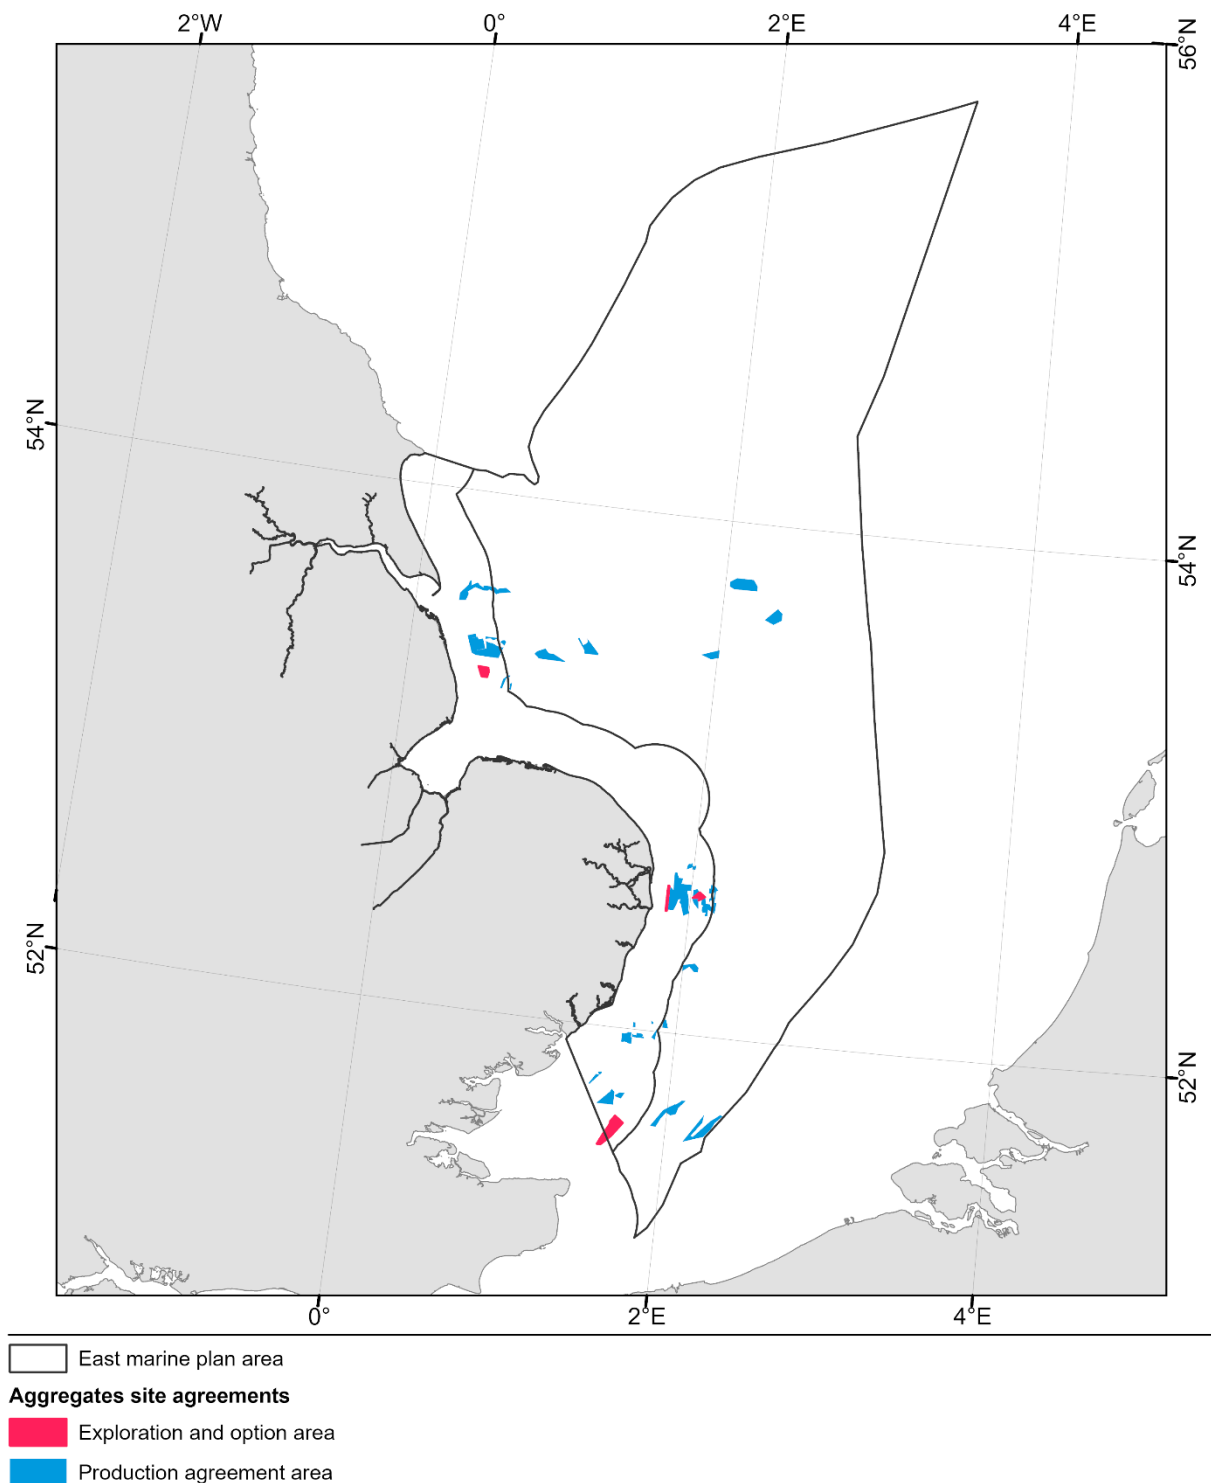 2°W 0° 2°E 4°E
56°N
54°N
54°N
52°N
52°N
0° 2°E 4°E
East marine plan area
Aggregates site agreements
Exploration and option area
Production agreement area